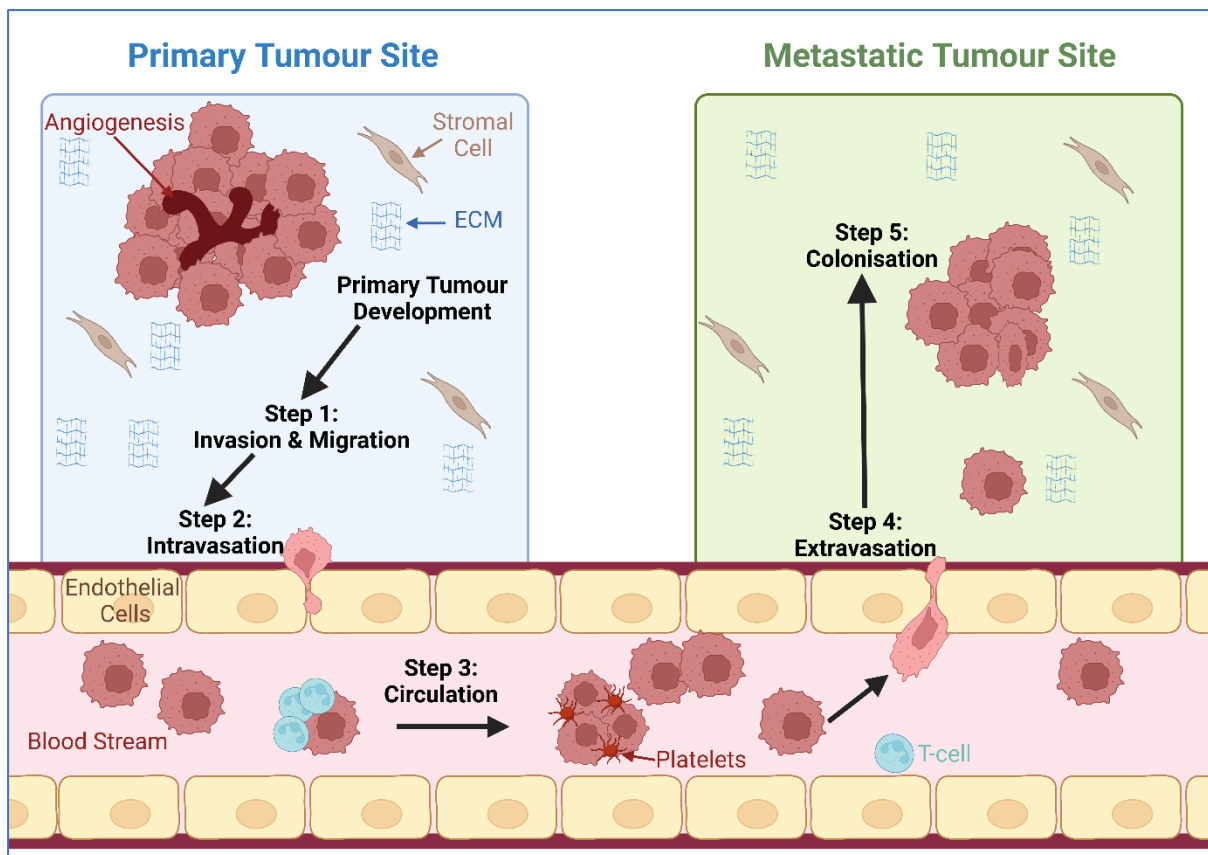 Primary Tumour Site
Metastatic Tumour Site
Angiogenesis
Stromal
Cell
ECM
Primary Tumour
Development
Step 1:
Invasion & Migration
Step 2:
Intravasation
Step 5:
Colonisation
Step 4:
Extravasation
Endothelial
Cells
Step 3:
Circulation
Blood Stream
Platelets
T-cell